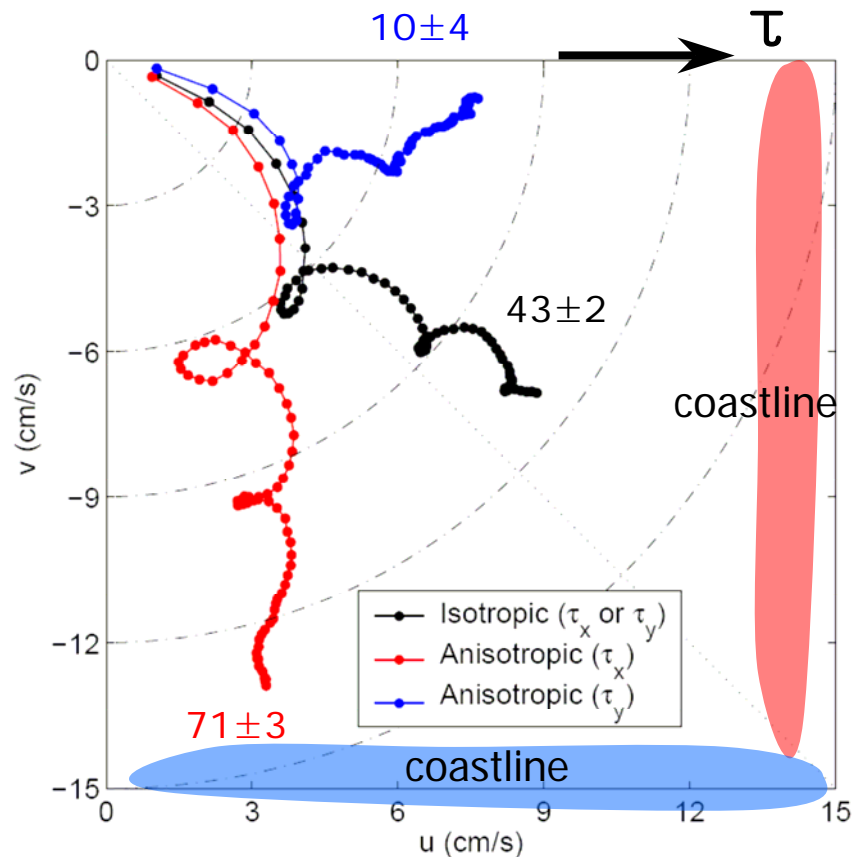 10±4
τ
0
−3
−6
−9
−12
−15
v (cm/s)
43±2
coastline
Isotropic (τx or τy)
Anisotropic (τx)
Anisotropic (τy)
71±3
coastline
0 3 6 9 12 15
u (cm/s)